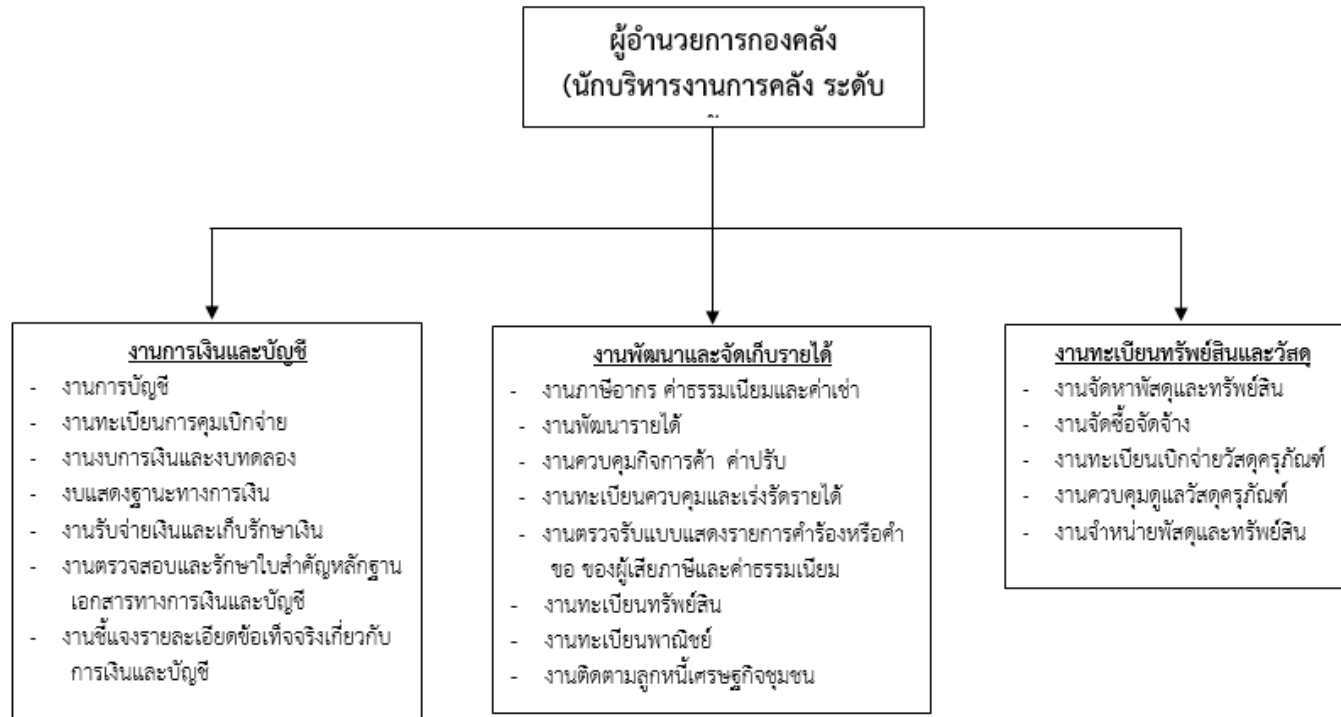 ผู้อำนวยการกองคลัง
(นักบริหารงานการคลัง ระดับ
งานการเงินและบัญชี
- งานการบัญชี
- งานทะเบียนการคุมเบิกจ่าย
- งานงบการเงินและงบทดลอง
- งบแสดงฐานะทางการเงิน
- งานรับจ่ายเงินและเก็บรักษาเงิน
- งานตรวจสอบและรักษาใบสำคัญหลักฐาน
เอกสารทางการเงินและบัญชี
- งานชี้แจงรายละเอียดข้อเท็จจริงเกี่ยวกับ
การเงินและบัญชี
งานพัฒนาและจัดเก็บรายได้
- งานภาษีอากร ค่าธรรมเนียมและค่าเช่า
- งานพัฒนารายได้
- งานควบคุมกิจการค้า ค่าปรับ
- งานทะเบียนควบคุมและเร่งรัดรายได้
- งานตรวจรับแบบแสดงรายการคำร้องหรือคำ
ขอ ของผู้เสียภาษีและค่าธรรมเนียม
- งานทะเบียนทรัพย์สิน
- งานทะเบียนพาณิชย์
- งานติดตามลูกหนี้เศรษฐกิจชุมชน
งานทะเบียนทรัพย์สินและวัสดุ
- งานจัดหาพัสดุและทรัพย์สิน
- งานจัดซื้อจัดจ้าง
- งานทะเบียนเบิกจ่ายวัสดุครุภัณฑ์
- งานควบคุมดูแลวัสดุครุภัณฑ์
- งานจำหน่ายพัสดุและทรัพย์สิน